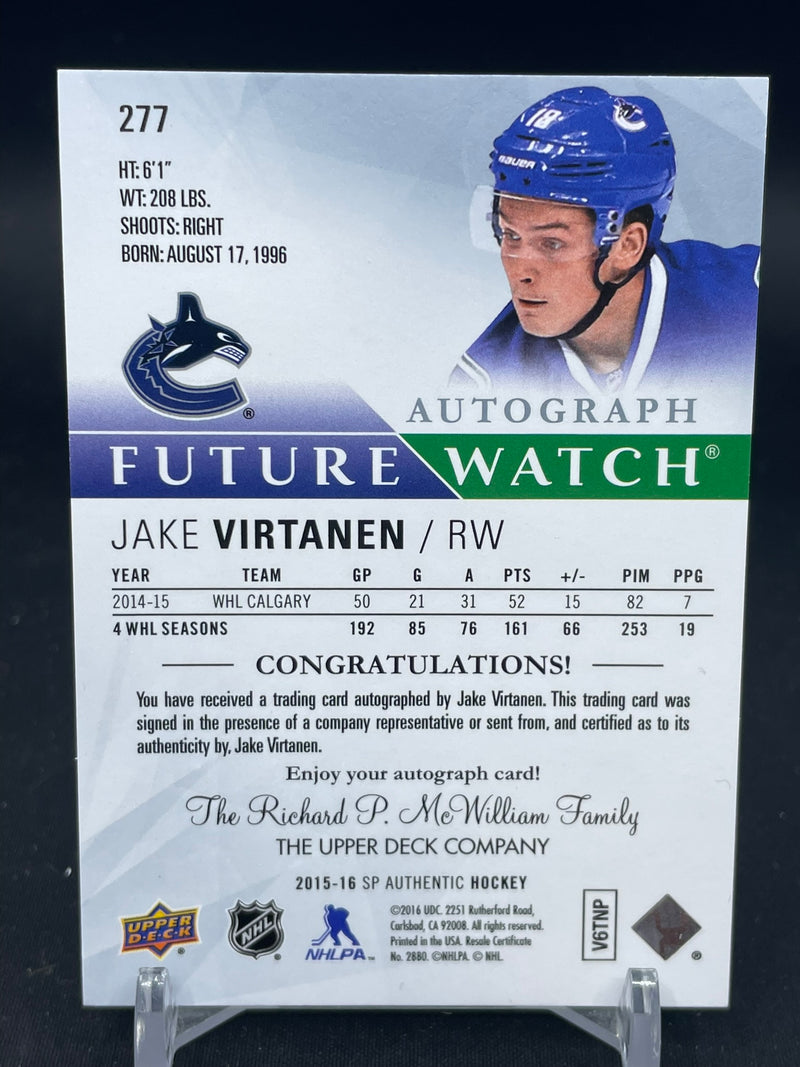 277
HT: 6'1"
WT: 208 LBS.
SHOOTS: RIGHT
BORN: AUGUST 17, 1996
18
BAUER
®
AUTOGRAPH
FUTURE WATCH®
JAKE VIRTANEN / RW
YEAR TEAM GP G A PTS +/- PIM PPG
2014-15 WHL CALGARY 50 21 31 52 15 82 7
4 WHL SEASONS 192 85 76 161 66 253 19
CONGRATULATIONS!
You have received a trading card autographed by Jake Virtanen. This trading card was
signed in the presence of a company representative or sent from, and certified as to its
authenticity by, Jake Virtanen.
Enjoy your autograph card!
The Richard P. McWilliam Family
THE UPPER DECK COMPANY
2015-16 SP AUTHENTIC HOCKEY
UPPER DECK®
NHL®
NHLPA™
©2016 UDC. 2251 Rutherford Road,
Carlsbad, CA 92008. All rights reserved.
Printed in the USA. Resale Certificate
No. 2880. ©NHLPA. © NHL.
V6TNP
®